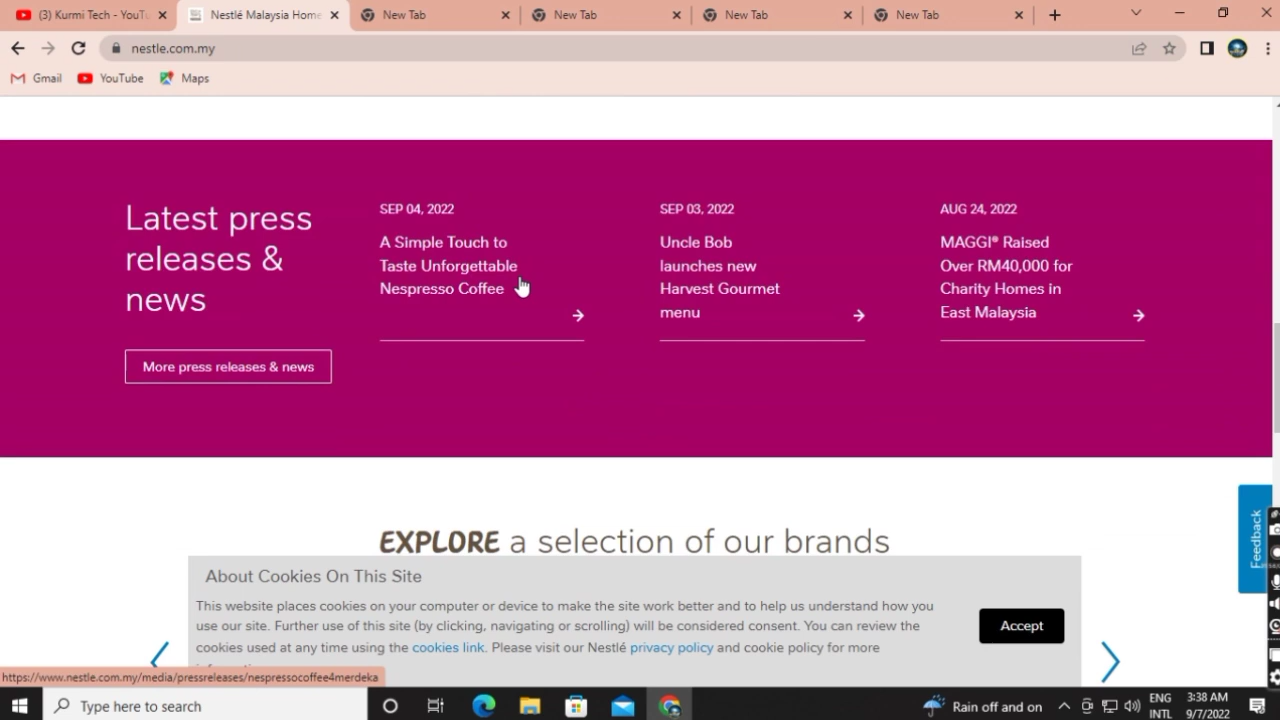 (3) Kurmi Tech - YouTu
Nestlé Malaysia Home
New Tab
New Tab
New Tab
New Tab
nestle.com.my
Gmail
YouTube
Maps
Latest press
releases &
news
More press releases & news
SEP 04, 2022
A Simple Touch to
Taste Unforgettable
Nespresso Coffee
SEP 03, 2022
Uncle Bob
launches new
Harvest Gourmet
menu
AUG 24, 2022
MAGGI® Raised
Over RM40,000 for
Charity Homes in
East Malaysia
Feedback
EXPLORE a selection of our brands
About Cookies On This Site
This website places cookies on your computer or device to make the site work better and to help us understand how you
use our site. Further use of this site (by clicking, navigating or scrolling) will be considered consent. You can review the
cookies used at any time using the cookies link. Please visit our Nestlé privacy policy and cookie policy for more
Accept
https://www.nestle.com.my/media/pressreleases/nespressocoffee4merdeka
Type here to search
Rain off and on
ENG
INTL
3:38 AM
9/7/2022